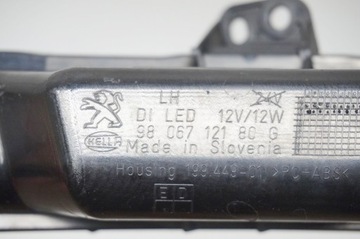 LH
DI LED 12V/12W
98 067 121 80 G
HELLA
Made in Slovenia
Housing